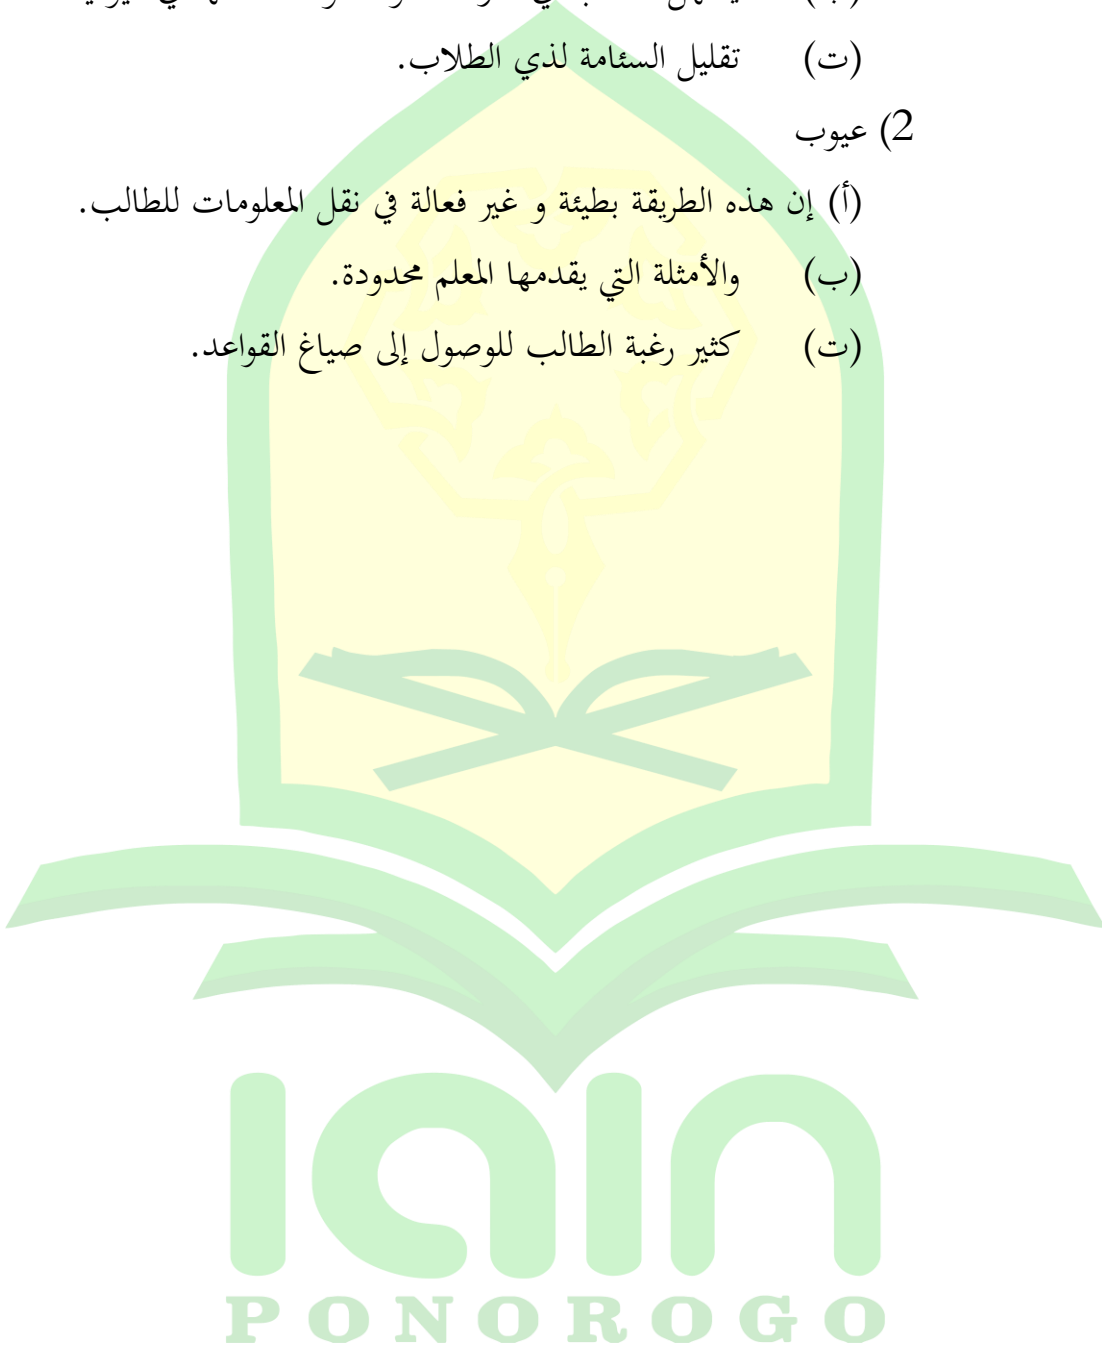 (ت) تقليل السئامة لذي الطلاب.
2) عيوب
(أ) إن هذه الطريقة بطيئة و غير فعالة في نقل المعلومات للطالب.
(ب) والأمثلة التي يقدمها المعلم محدودة.
(ت) كثير رغبة الطالب للوصول إلى صياغ القواعد.
iain
PONOROGO